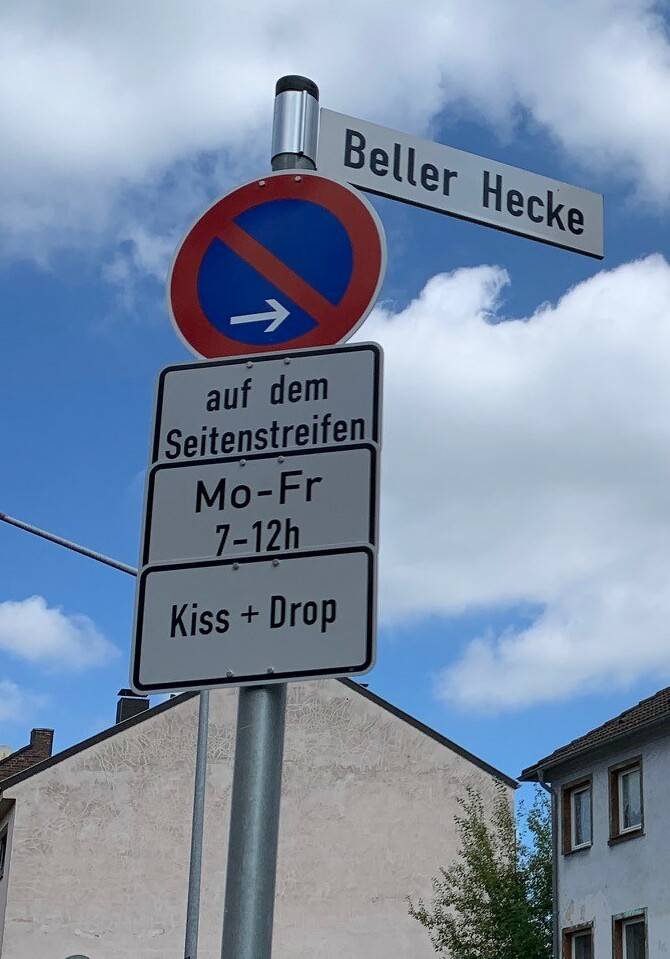 Beller Hecke
auf dem
Seitenstreifen
Mo-Fr
7-12h
Kiss + Drop